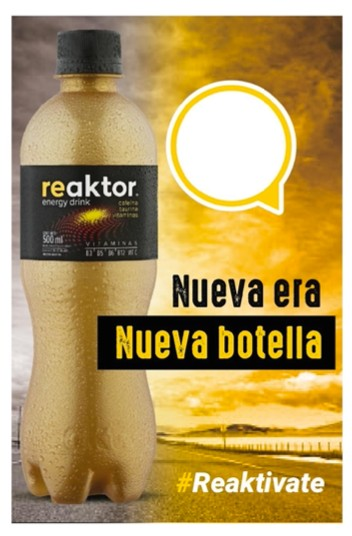 reaktor
energy drink
cafeína
taurina
vitaminas
500 ml
VITAMINAS
Nueva era
Nueva botella
#Reaktivate